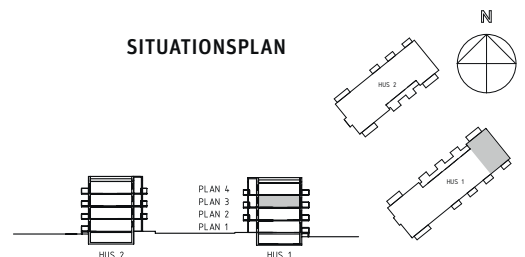 N
SITUATIONSPLAN
HUS 2
HUS 1
PLAN 4
PLAN 3
PLAN 2
PLAN 1
HUS 2
HUS 1